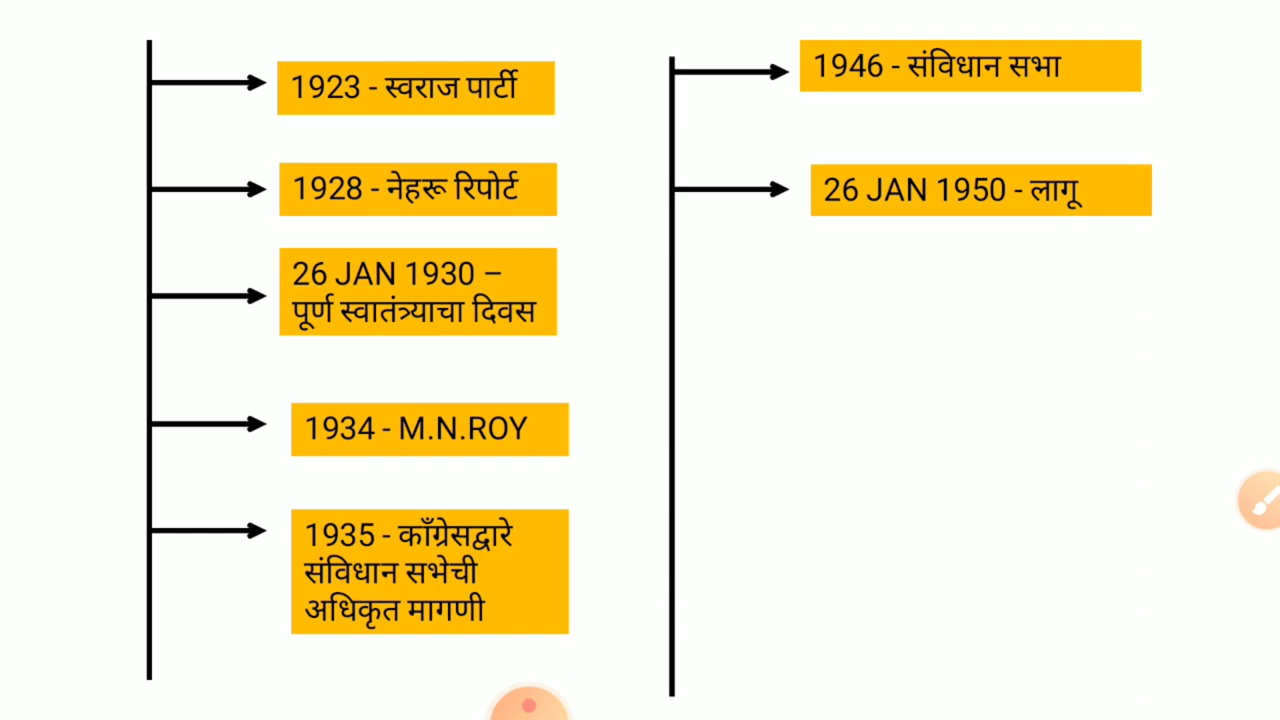 1923 - स्वराज पार्टी
1928 - नेहरू रिपोर्ट
26 JAN 1930 –
पूर्ण स्वातंत्र्याचा दिवस
1934 - M.N.ROY
1935 - काँग्रेसद्वारे
संविधान सभेची
अधिकृत मागणी
1946 - संविधान सभा
26 JAN 1950 - लागू